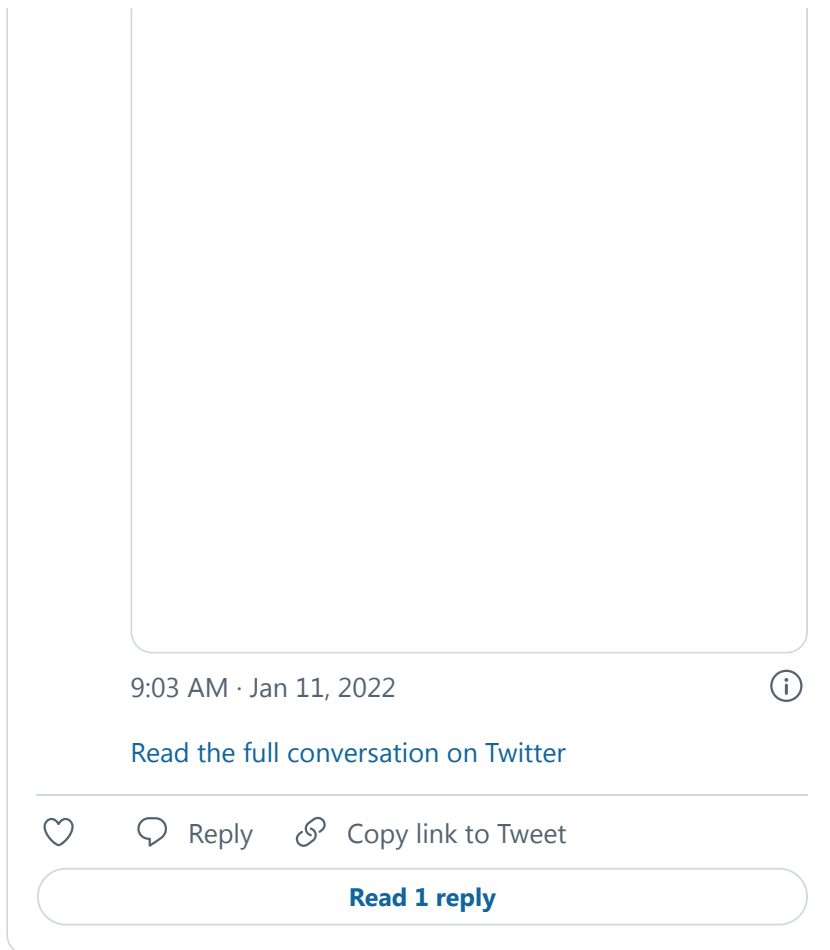 9:03 AM · Jan 11, 2022
Read the full conversation on Twitter
Reply Copy link to Tweet
Read 1 reply